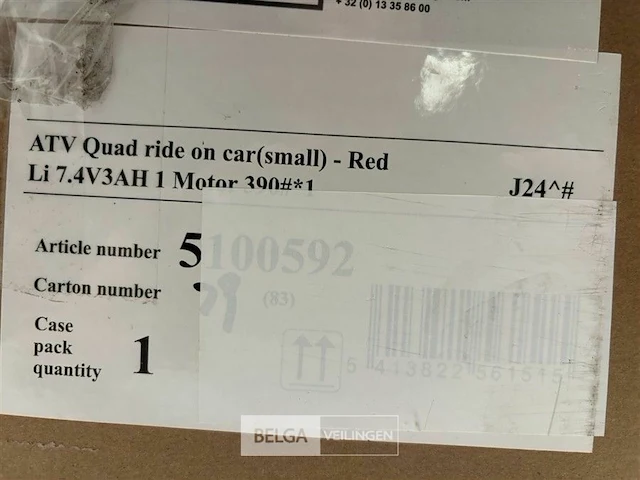 + 32 (0) 13 35 86 00
ATV Quad ride on car(small) - Red
Li 7.4V3AH 1 Motor 390#*1 J24^#
Article number 5100592
Carton number
(83)
Case
pack
quantity 1
BELGA VEILINGEN